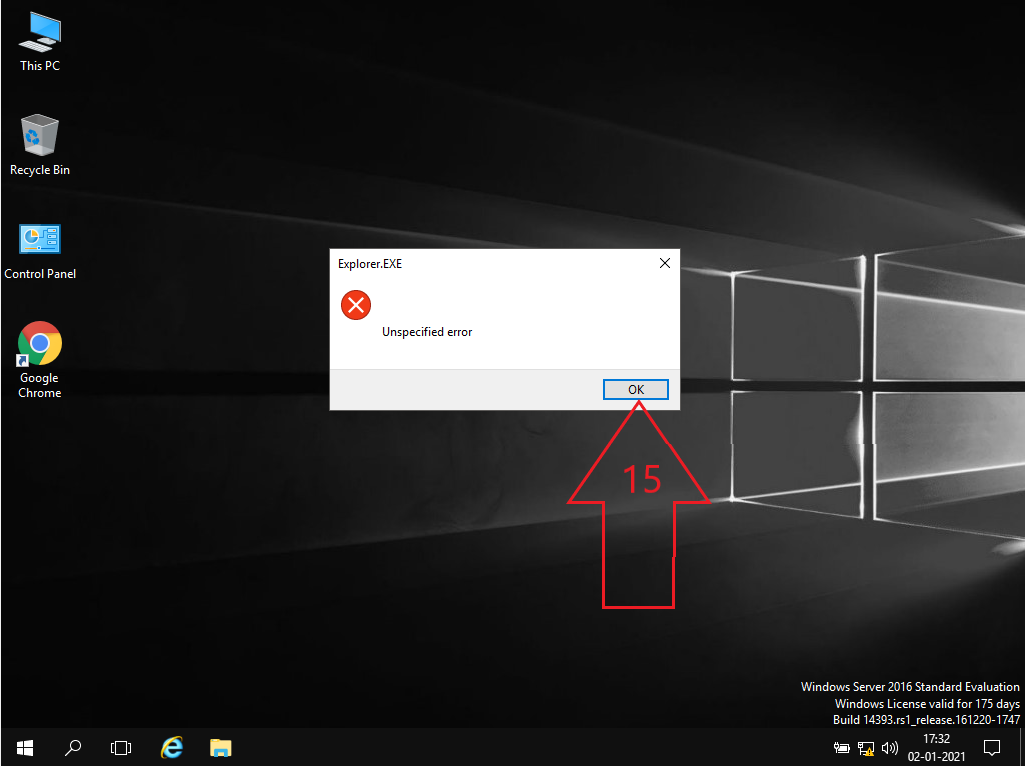 This PC
Recycle Bin
Control Panel
Google
Chrome
Explorer.EXE
Unspecified error
OK
15
Windows Server 2016 Standard Evaluation
Windows License valid for 175 days
Build 14393.rs1_release.161220-1747
17:32
02-01-2021